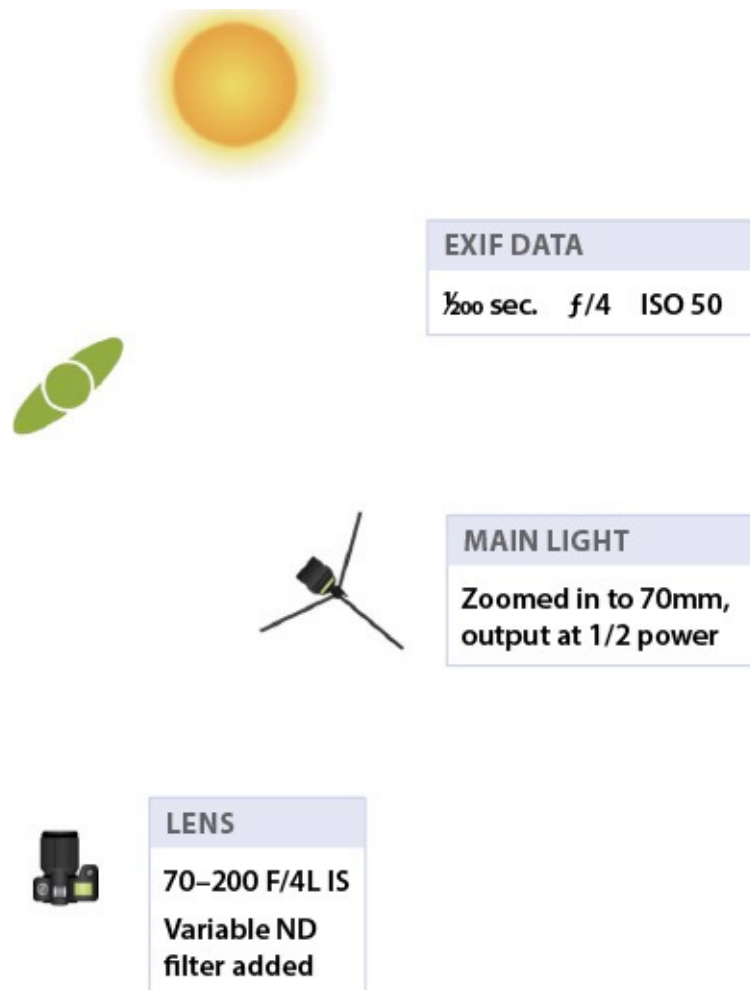 EXIF DATA
1⁄200 sec. ƒ/4 ISO 50
MAIN LIGHT
Zoomed in to 70mm,
output at 1/2 power
LENS
70–200 F/4L IS
Variable ND
filter added